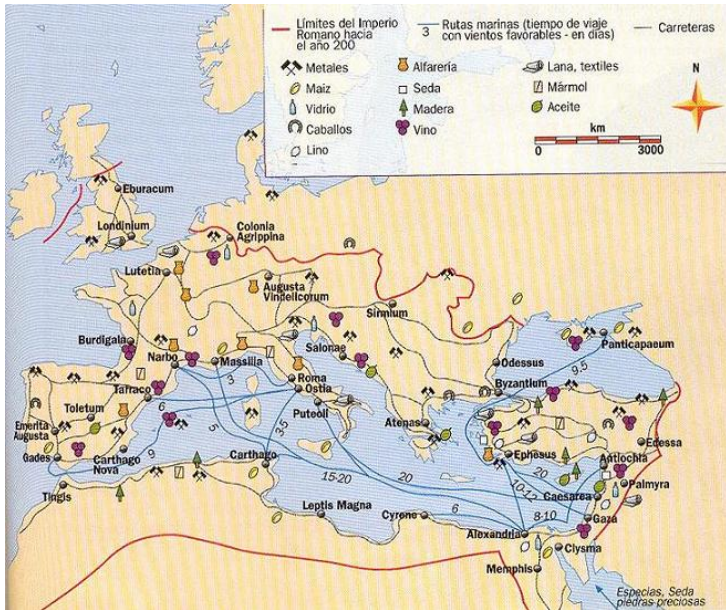 Límites del Imperio
Romano hacia
el año 200
3
Rutas marinas (tiempo de viaje
con vientos favorables - en días)
Carreteras
Metales
Maiz
Vidrio
Caballos
Lino
Alfarería
Seda
Madera
Vino
Lana, textiles
Mármol
Aceite
N
km
0
3000
Eburacum
Londinium
Colonia
Agrippina
Lutetia
Augusta
Vindelicorum
Sirmium
Burdigala
Narbo
Massilia
Salonae
Odessus
Panticapaeum
9.5
Byzantium
Tarraco
Toletum
Emerita
Augusta
Gades
Carthago
Nova
Tingis
Roma
Ostia
Puteoli
Atenas
Ephesus
Edessa
Antiochia
Palmyra
Caesarea
Gaza
Carthago
Leptis Magna
Cyrene
Alexandria
Memphis
Clysma
3
6
5
9
3-5
15-20
20
6
20
10-12
8-10
Especias, Seda
piedras preciosas